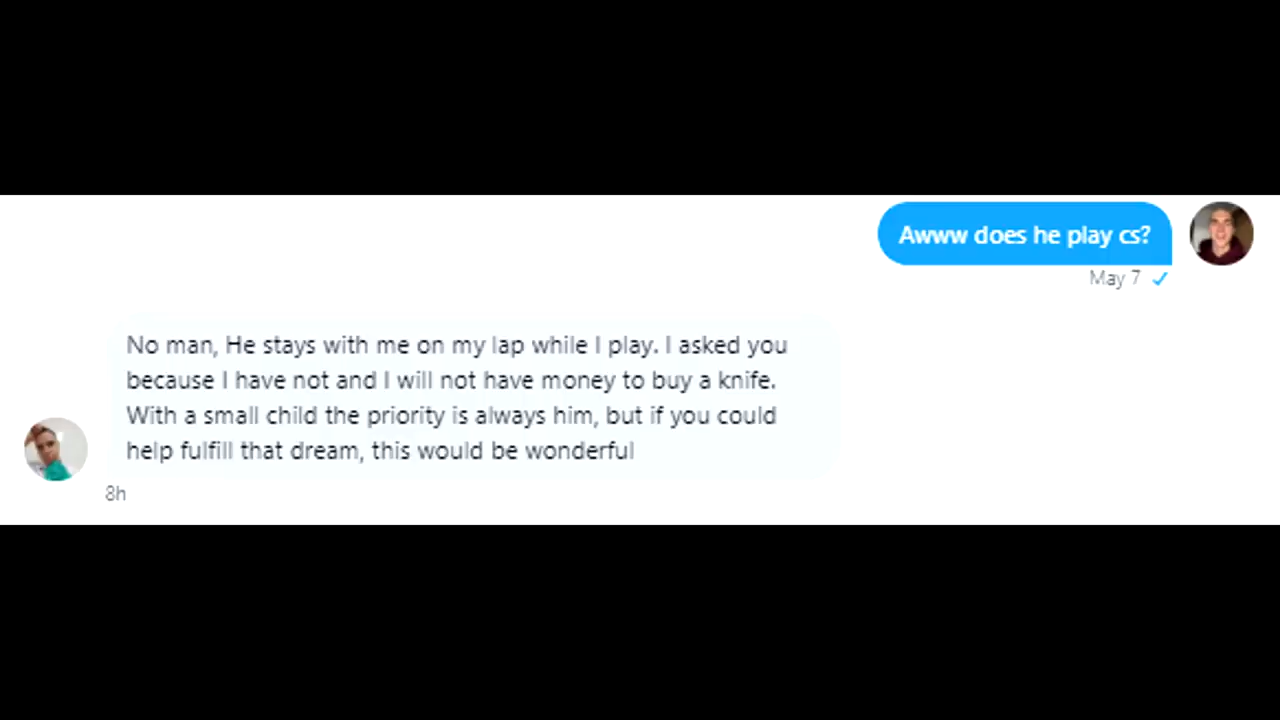 Awww does he play cs?
May 7
No man, He stays with me on my lap while I play. I asked you
because I have not and I will not have money to buy a knife.
With a small child the priority is always him, but if you could
help fulfill that dream, this would be wonderful
8h